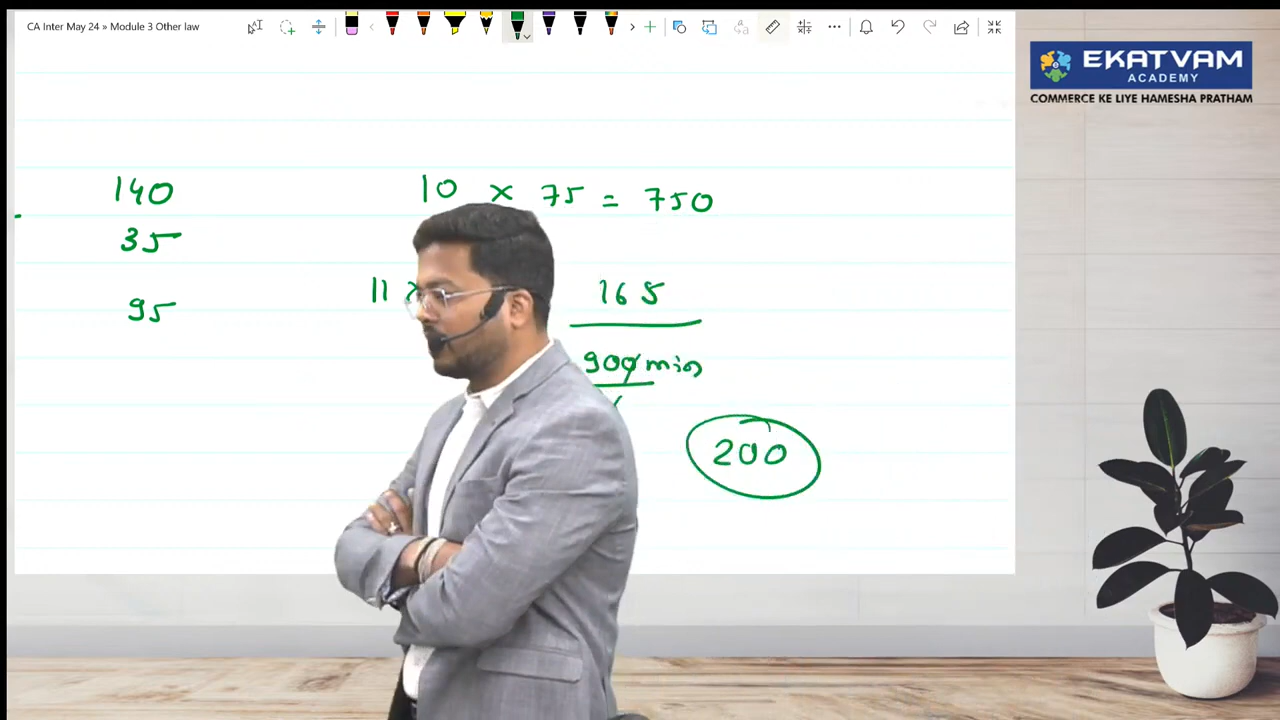 CA Inter May 24 » Module 3 Other law
EKATVAM
ACADEMY
COMMERCE KE LIYE HAMESHA PRATHAM
140
10 × 75 = 750
35
11 ×
165
95
900 min
200